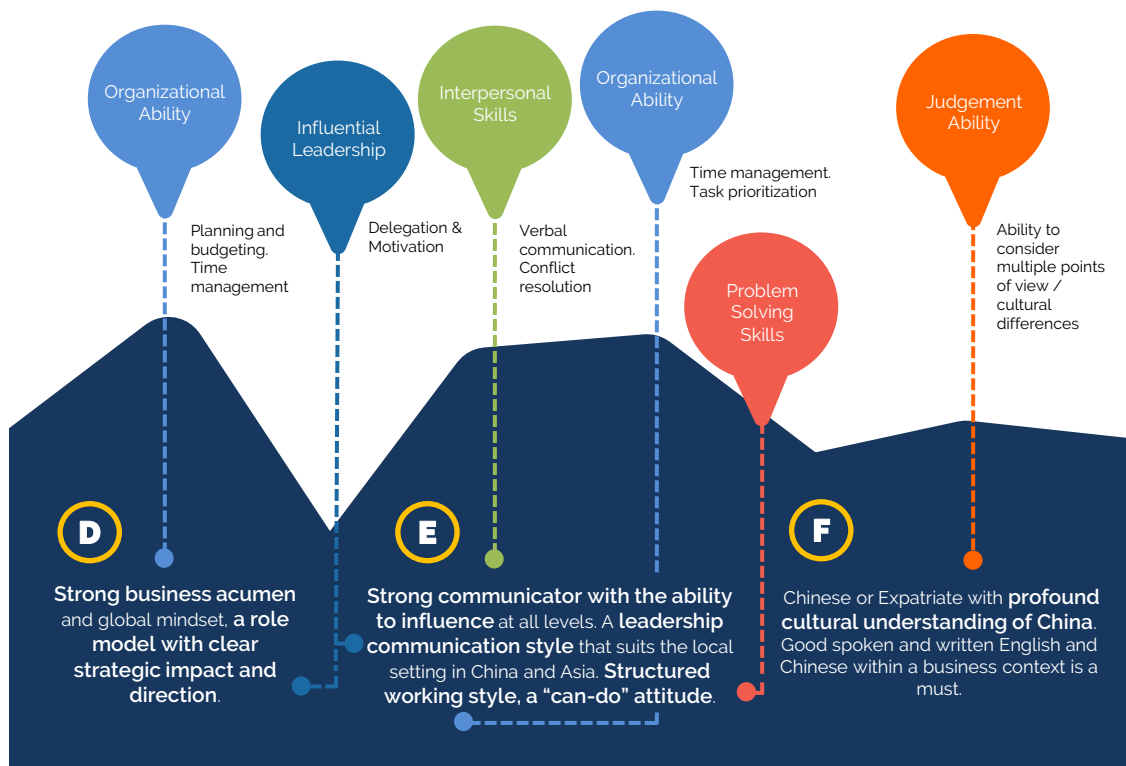 Organizational
Ability
Influential
Leadership
Interpersonal
Skills
Organizational
Ability
Judgement
Ability
Planning and
budgeting.
Time
management
Delegation &
Motivation
Verbal
communication.
Conflict
resolution
Time management.
Task prioritization
Problem
Solving
Skills
Ability to
consider
multiple points
of view /
cultural
differences
D
Strong business acumen
and global mindset, a role
model with clear
strategic impact and
direction.
E
Strong communicator with the ability
to influence at all levels. A leadership
communication style that suits the local
setting in China and Asia. Structured
working style, a “can-do” attitude.
F
Chinese or Expatriate with profound
cultural understanding of China.
Good spoken and written English and
Chinese within a business context is a
must.